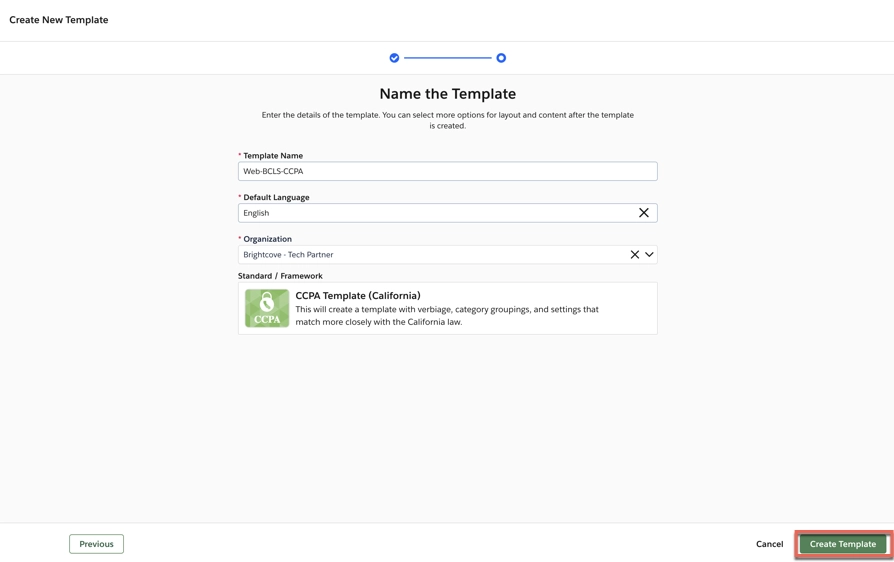 Create New Template
Name the Template
Enter the details of the template. You can select more options for layout and content after the template
is created.
* Template Name
Web-BCLS-CCPA
* Default Language
English
* Organization
Brightcove - Tech Partner
Standard / Framework
CCPA
CCPA Template (California)
This will create a template with verbiage, category groupings, and settings that
match more closely with the California law.
Previous
Cancel
Create Template